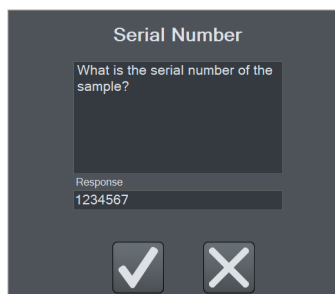 Serial Number
What is the serial number of the
sample?
Response
1234567